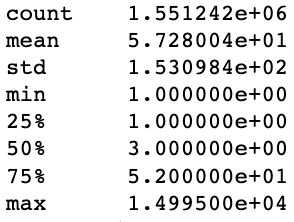 count 1.551242e+06
mean 5.728004e+01
std 1.530984e+02
min 1.000000e+00
25% 1.000000e+00
50% 3.000000e+00
75% 5.200000e+01
max 1.499500e+04